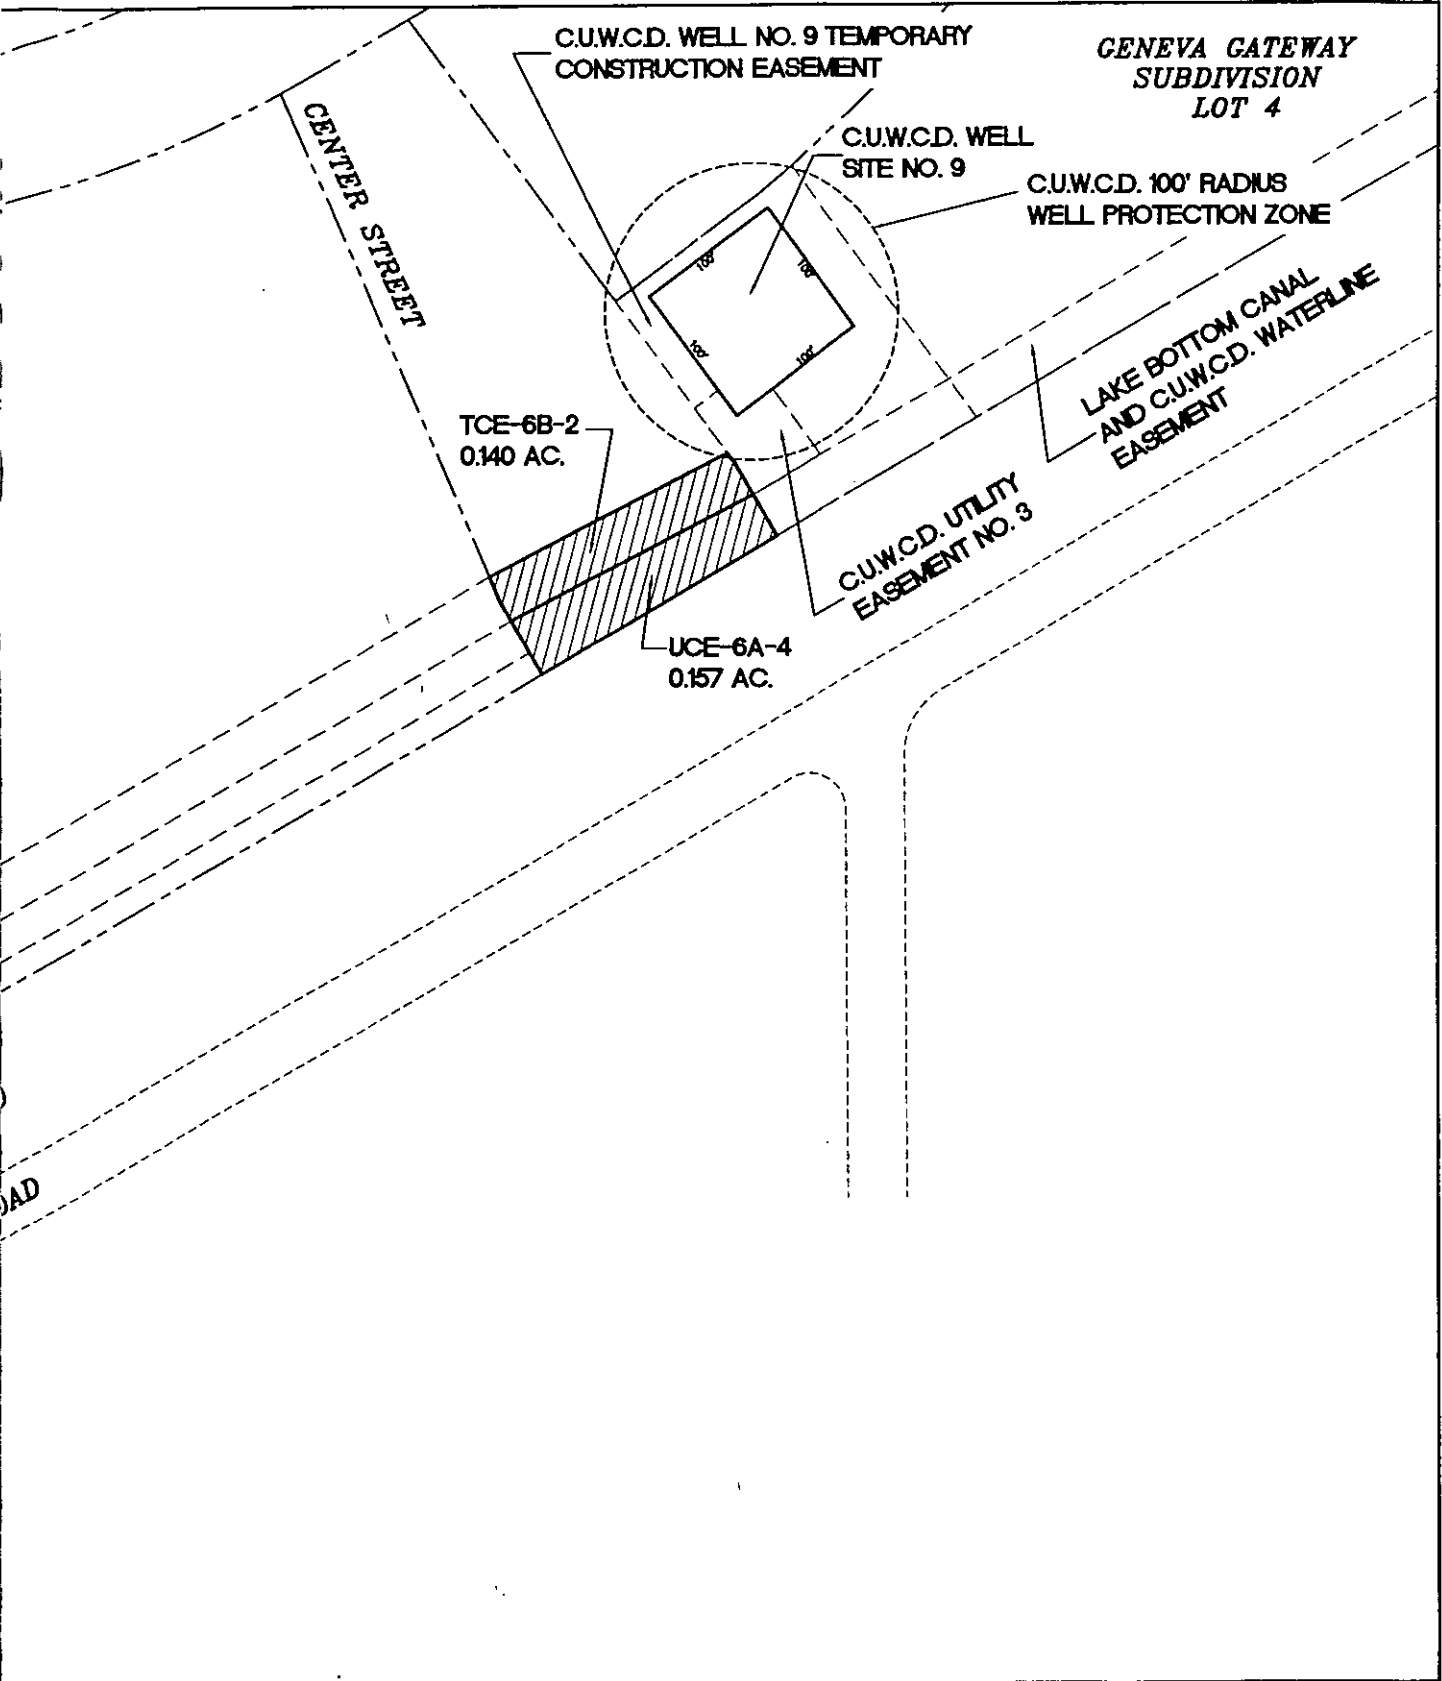 C.U.W.C.D. WELL NO. 9 TEMPORARY
CONSTRUCTION EASEMENT
GENEVA GATEWAY
SUBDIVISION
LOT 4
CENTER STREET
C.U.W.C.D. WELL
SITE NO. 9
C.U.W.C.D. 100' RADIUS
WELL PROTECTION ZONE
100'
100'
100'
100'
LAKE BOTTOM CANAL
AND C.U.W.C.D. WATERLINE
EASEMENT
TCE-6B-2
0.140 AC.
C.U.W.C.D. UTILITY
EASEMENT NO. 3
UCE-6A-4
0.157 AC.
)
OAD